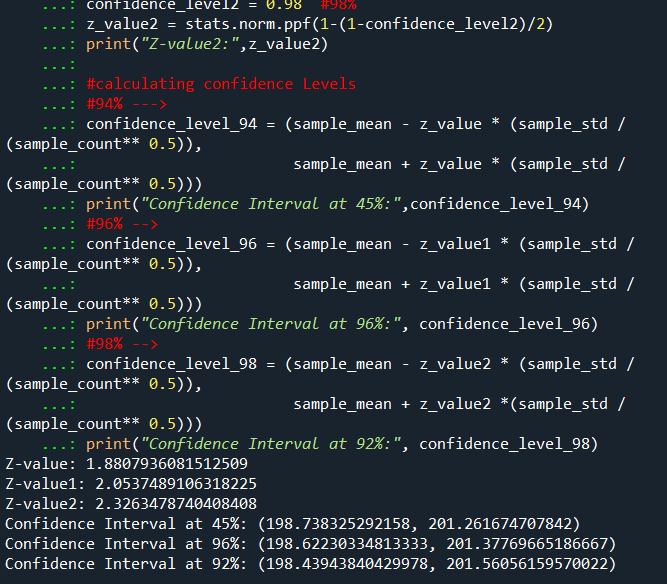 ...: confidence_level2 = 0.98  #98%
...: z_value2 = stats.norm.ppf(1-(1-confidence_level2)/2)
...: print("Z-value2:",z_value2)
...:
...: #calculating confidence Levels
...: #94% --->
...: confidence_level_94 = (sample_mean - z_value * (sample_std /
(sample_count** 0.5)),
...:                        sample_mean + z_value * (sample_std /
(sample_count** 0.5)))
...: print("Confidence Interval at 45%:",confidence_level_94)
...: #96% -->
...: confidence_level_96 = (sample_mean - z_value1 * (sample_std /
(sample_count** 0.5)),
...:                        sample_mean + z_value1 * (sample_std /
(sample_count** 0.5)))
...: print("Confidence Interval at 96%:", confidence_level_96)
...: #98% -->
...: confidence_level_98 = (sample_mean - z_value2 * (sample_std /
(sample_count** 0.5)),
...:                        sample_mean + z_value2 *(sample_std /
(sample_count** 0.5)))
...: print("Confidence Interval at 92%:", confidence_level_98)
Z-value: 1.8807936081512509
Z-value1: 2.0537489106318225
Z-value2: 2.3263478740408408
Confidence Interval at 45%: (198.738325292158, 201.261674707842)
Confidence Interval at 96%: (198.62230334813333, 201.37769665186667)
Confidence Interval at 92%: (198.43943840429978, 201.56056159570022)